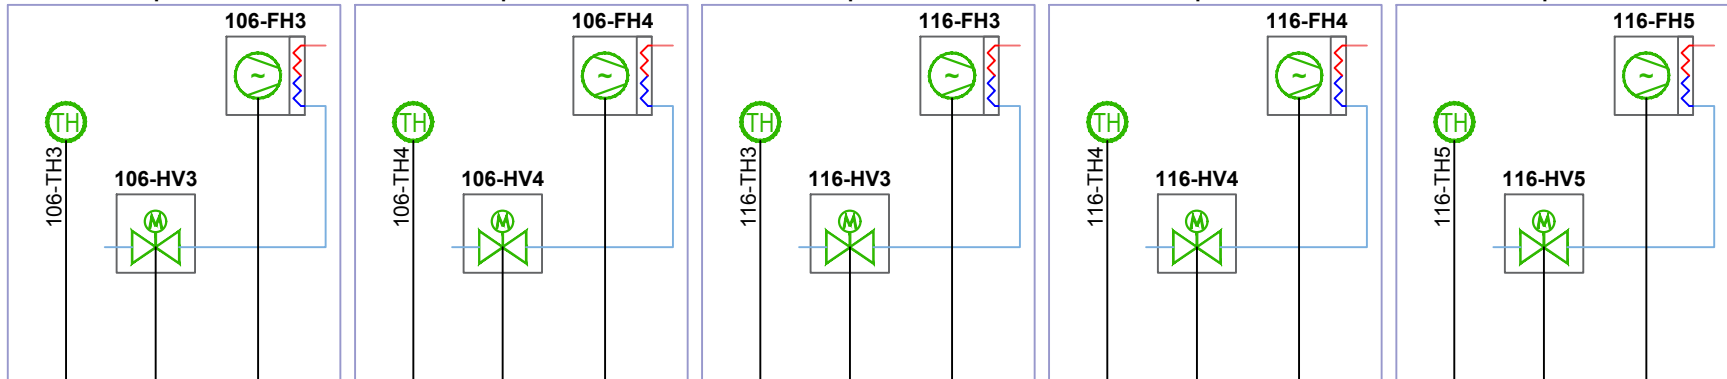 106-FH3
TH
106-TH3
106-HV3
M
~
106-FH4
TH
106-TH4
106-HV4
M
~
116-FH3
TH
116-TH3
116-HV3
M
~
116-FH4
TH
116-TH4
116-HV4
M
~
116-FH5
TH
116-TH5
116-HV5
M
~